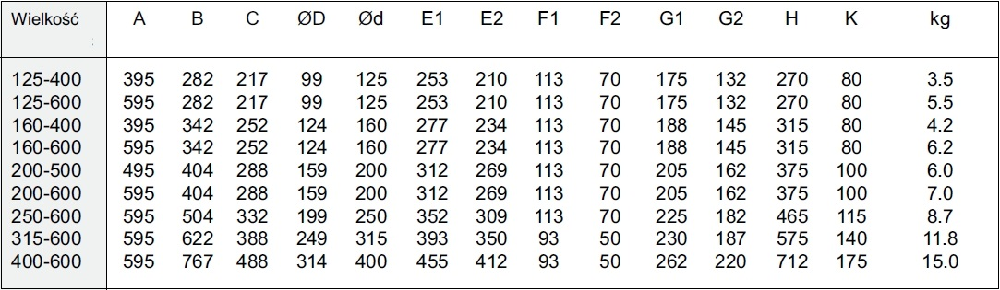 Wielkość A B C ØD Ød E1 E2 F1 F2 G1 G2 H K kg
125-400 395 282 217 99 125 253 210 113 70 175 132 270 80 3.5
125-600 595 282 217 99 125 253 210 113 70 175 132 270 80 5.5
160-400 395 342 252 124 160 277 234 113 70 188 145 315 80 4.2
160-600 595 342 252 124 160 277 234 113 70 188 145 315 80 6.2
200-500 495 404 288 159 200 312 269 113 70 205 162 375 100 6.0
200-600 595 404 288 159 200 312 269 113 70 205 162 375 100 7.0
250-600 595 504 332 199 250 352 309 113 70 225 182 465 115 8.7
315-600 595 622 388 249 315 393 350 93 50 230 187 575 140 11.8
400-600 595 767 488 314 400 455 412 93 50 262 220 712 175 15.0